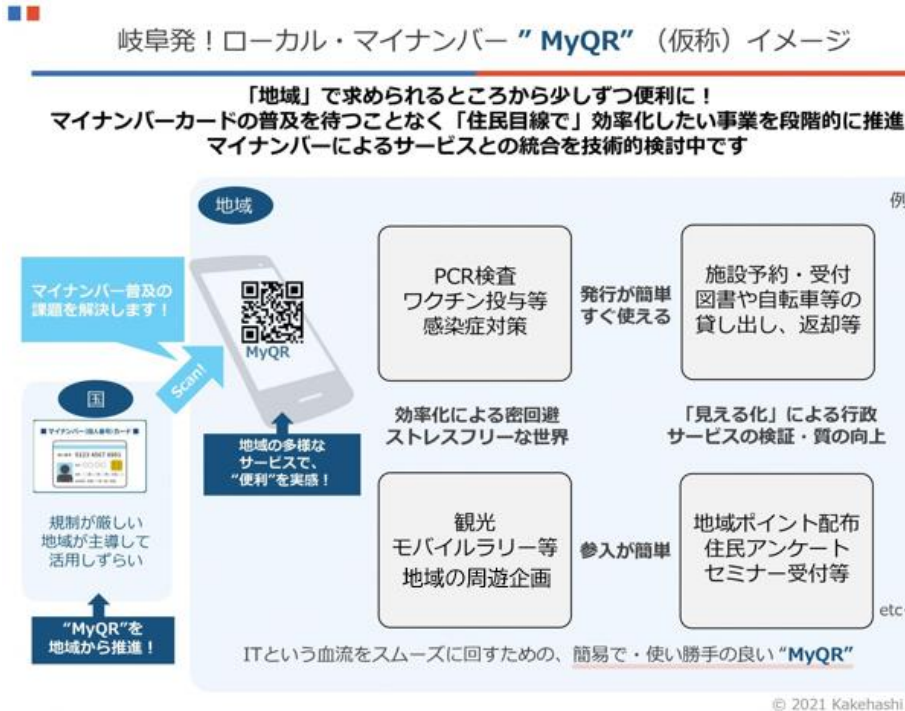 岐阜発！ローカル・マイナンバー ” MyQR” （仮称）イメージ
「地域」で求められるところから少しずつ便利に！
マイナンバーカードの普及を待つことなく「住民目線で」効率化したい事業を段階的に推進
マイナンバーによるサービスとの統合を技術的検討中です
地域
例
マイナンバー普及の
課題を解決します！
Scan!
MyQR
PCR検査
ワクチン投与等
感染症対策
発行が簡単
すぐ使える
施設予約・受付
図書や自転車等の
貸し出し、返却等
国
■ マイナンバー(個人番号)カード ■
0123 4567 8901
規制が厳しい
地域が主導して
活用しずらい
地域の多様な
サービスで、
“便利”を実感！
効率化による密回避
ストレスフリーな世界
「見える化」による行政
サービスの検証・質の向上
観光
モバイルラリー等
地域の周遊企画
参入が簡単
地域ポイント配布
住民アンケート
セミナー受付等
“MyQR”を
地域から推進！
etc
ITという血流をスムーズに回すための、簡易で・使い勝手の良い “MyQR”
© 2021 Kakehashi